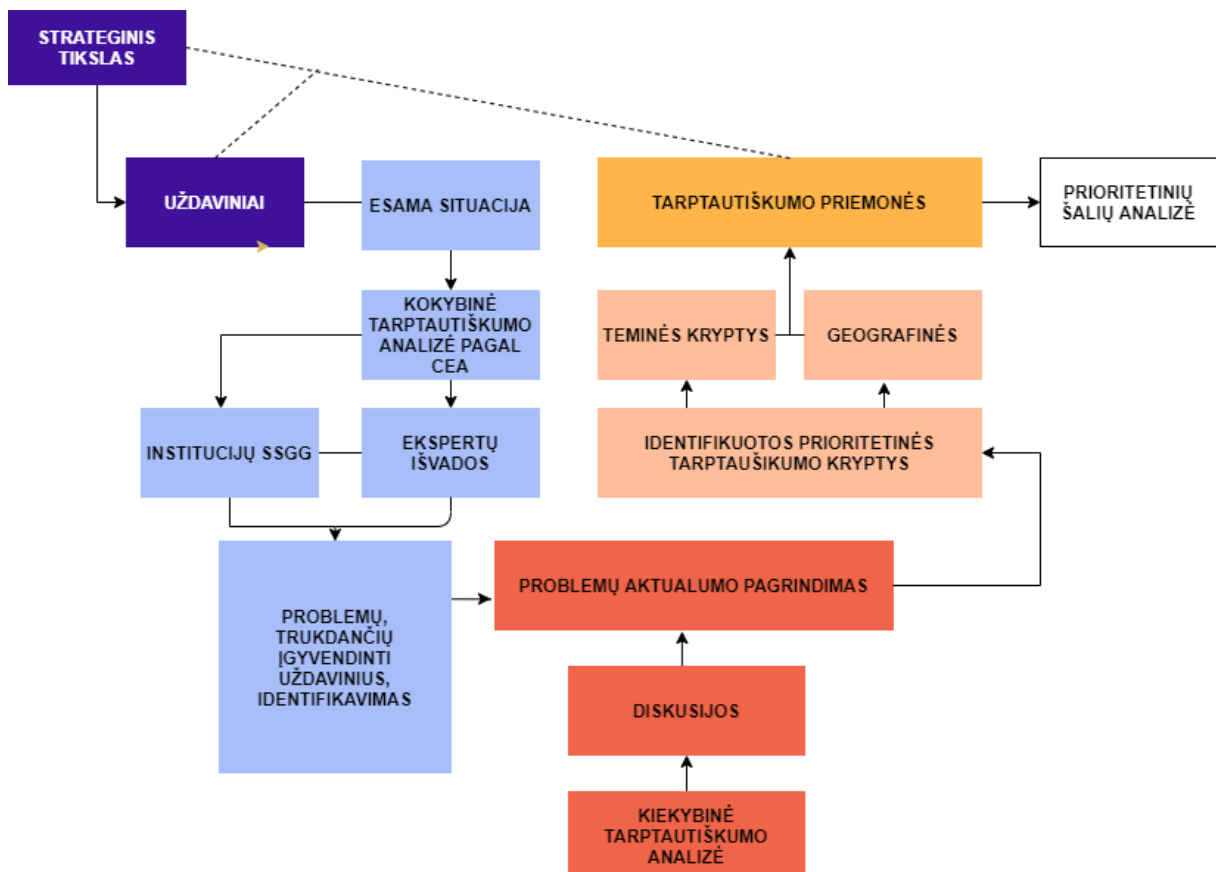 STRATEGINIS
TIKSLAS
UŽDAVINIAI
ESAMA SITUACIJA
TARPTAUTIŠKUMO PRIEMONĖS
PRIORITETINIŲ
ŠALIŲ ANALIZĖ
KOKYBINĖ
TARPTAUTIŠKUMO
ANALIZĖ PAGAL
CEA
TEMINĖS KRYPTYS
GEOGRAFINĖS
INSTITUCIJŲ SSGG
EKSPERTŲ
IŠVADOS
IDENTIFIKUOTOS PRIORITETINĖS
TARPTAUŠIKUMO KRYPTYS
PROBLEMŲ,
TRUKDANČIŲ
ĮGYVENDINTI
UŽDAVINIUS,
IDENTIFIKAVIMAS
PROBLEMŲ AKTUALUMO PAGRINDIMAS
DISKUSIJOS
KIEKYBINĖ
TARPTAUTIŠKUMO
ANALIZĖ